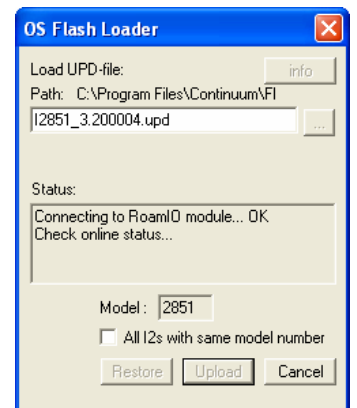 OS Flash Loader
Load UPD-file:
info
Path: C:\Program Files\Continuum\Fl
I2851_3.200004.upd
...
Status:
Connecting to RoamIO module... OK
Check online status...
Model : 2851
All I2s with same model number
Restore Upload Cancel